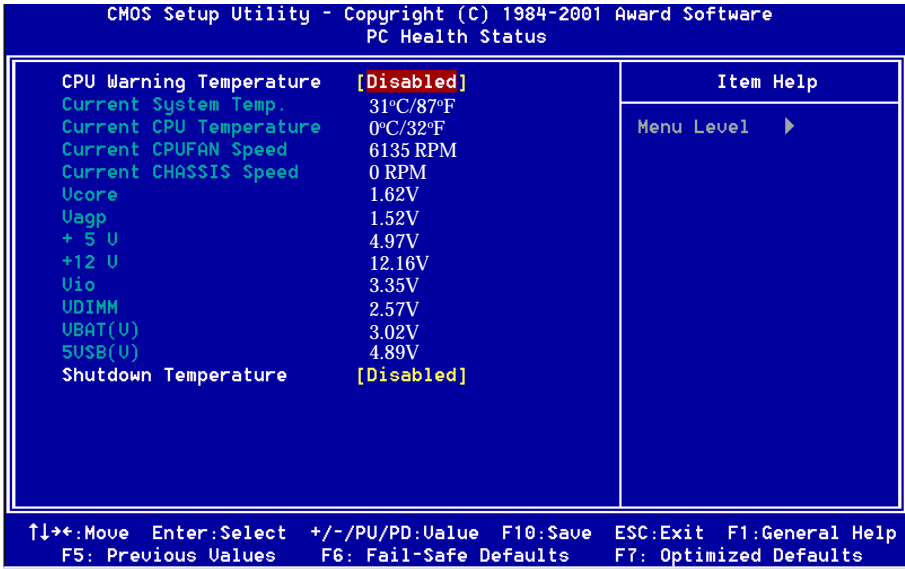 CMOS Setup Utility - Copyright (C) 1984-2001 Award Software
PC Health Status
CPU Warning Temperature [Disabled]
Current System Temp. 31°C/87°F
Current CPU Temperature 0°C/32°F
Current CPUFAN Speed 6135 RPM
Current CHASSIS Speed 0 RPM
Vcore 1.62V
Vagp 1.52V
+ 5 V 4.97V
+12 V 12.16V
Vio 3.35V
VDIMM 2.57V
VBAT(V) 3.02V
5VSB(V) 4.89V
Shutdown Temperature [Disabled]
Item Help
Menu Level ▶
↑↓→←:Move Enter:Select +/-/PU/PD:Value F10:Save ESC:Exit F1:General Help
F5: Previous Values F6: Fail-Safe Defaults F7: Optimized Defaults